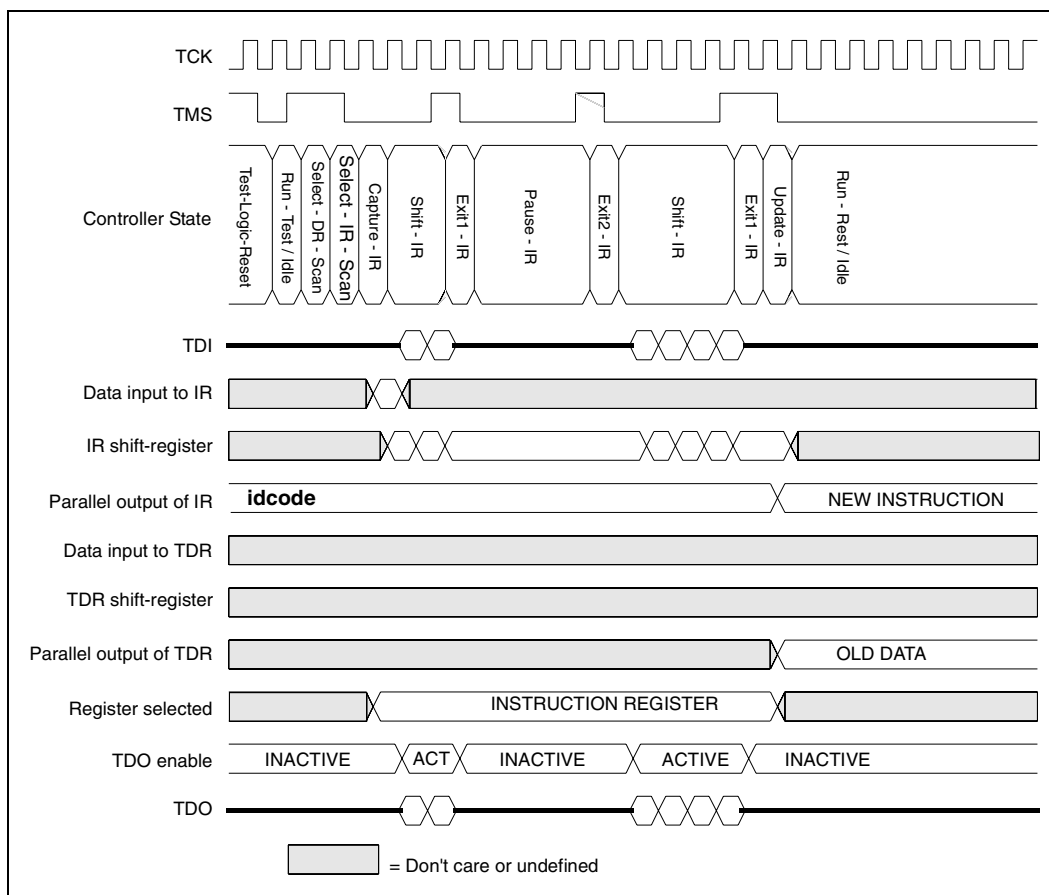 TCK
TMS
Controller State
Test-Logic-Reset
Run - Test / Idle
Select - DR - Scan
Select - IR - Scan
Capture - IR
Shift - IR
Exit1 - IR
Pause - IR
Exit2 - IR
Shift - IR
Exit1 - IR
Update - IR
Run - Rest / Idle
TDI
Data input to IR
IR shift-register
Parallel output of IR
idcode
NEW INSTRUCTION
Data input to TDR
TDR shift-register
Parallel output of TDR
OLD DATA
Register selected
INSTRUCTION REGISTER
TDO enable
INACTIVE
ACT
INACTIVE
ACTIVE
INACTIVE
TDO
= Don't care or undefined